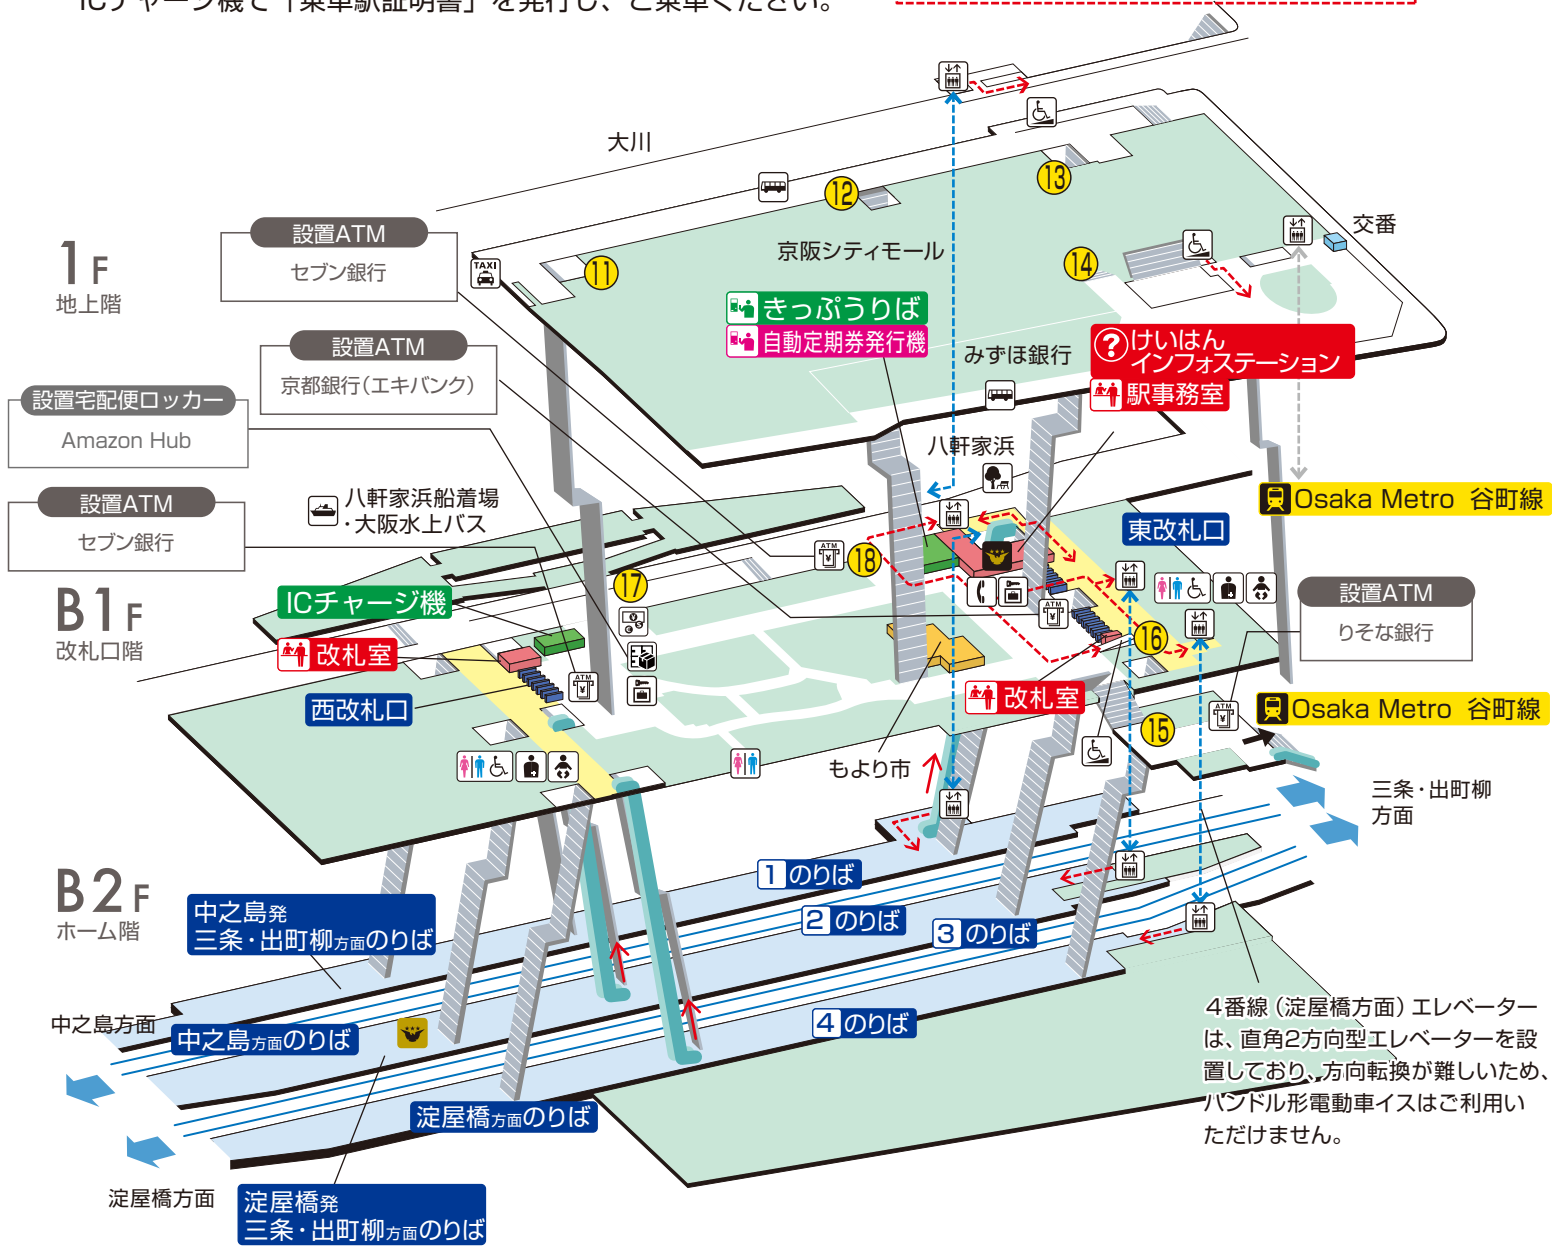 ICチャージ機で「乗車駅証明書」を発行し、ご乗車ください。
大川
1F
地上階
設置ATM
セブン銀行
TAXI
11
12
13
14
京阪シティモール
交番
きっぷうりば
自動定期券発行機
みずほ銀行
?けいはん
インフォステーション
駅事務室
設置ATM
京都銀行(エキバンク)
設置宅配便ロッカー
Amazon Hub
設置ATM
セブン銀行
八軒家浜船着場
・大阪水上バス
八軒家浜
Osaka Metro 谷町線
東改札口
B1F
改札口階
ICチャージ機
改札室
西改札口
17
18
ATM
ATM
ATM
16
設置ATM
りそな銀行
改札室
ATM
15
Osaka Metro 谷町線
もより市
三条・出町柳
方面
B2F
ホーム階
1のりば
2のりば
3のりば
4のりば
中之島発
三条・出町柳方面のりば
中之島方面
中之島方面のりば
淀屋橋方面のりば
淀屋橋方面
淀屋橋発
三条・出町柳方面のりば
4番線(淀屋橋方面)エレベーター
は、直角2方向型エレベーターを設
置しており、方向転換が難しいため、
ハンドル形電動車イスはご利用い
ただけません。